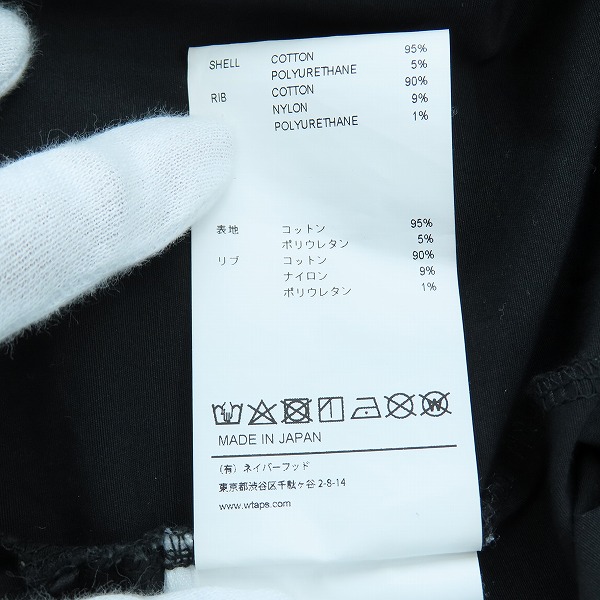 SHELL COTTON 95%
POLYURETHANE 5%
RIB COTTON 90%
NYLON 9%
POLYURETHANE 1%
表地 コットン 95%
ポリウレタン 5%
リブ コットン 90%
ナイロン 9%
ポリウレタン 1%
MADE IN JAPAN
(有) ネイバーフッド
東京都渋谷区千駄ヶ谷 2-8-14
www.wtaps.com